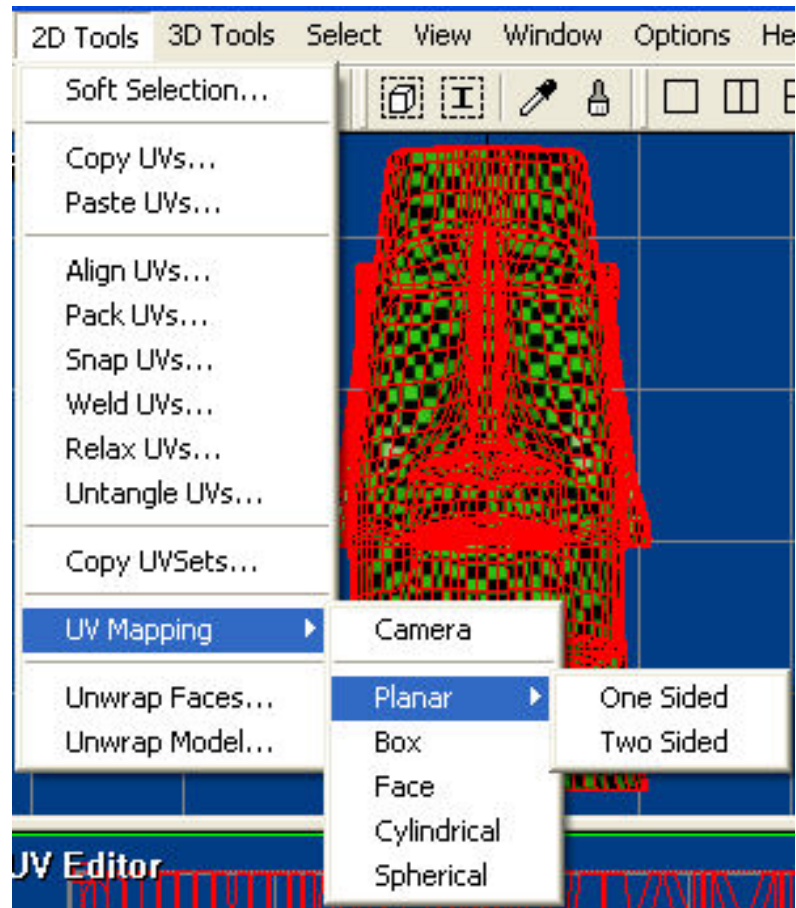 2D Tools 3D Tools Select View Window Options He
Soft Selection...
Copy UVs...
Paste UVs...
Align UVs...
Pack UVs...
Snap UVs...
Weld UVs...
Relax UVs...
Untangle UVs...
Copy UVSets...
UV Mapping Camera
Unwrap Faces... Planar One Sided
Unwrap Model... Box Two Sided
Face
Cylindrical
UV Editor Spherical